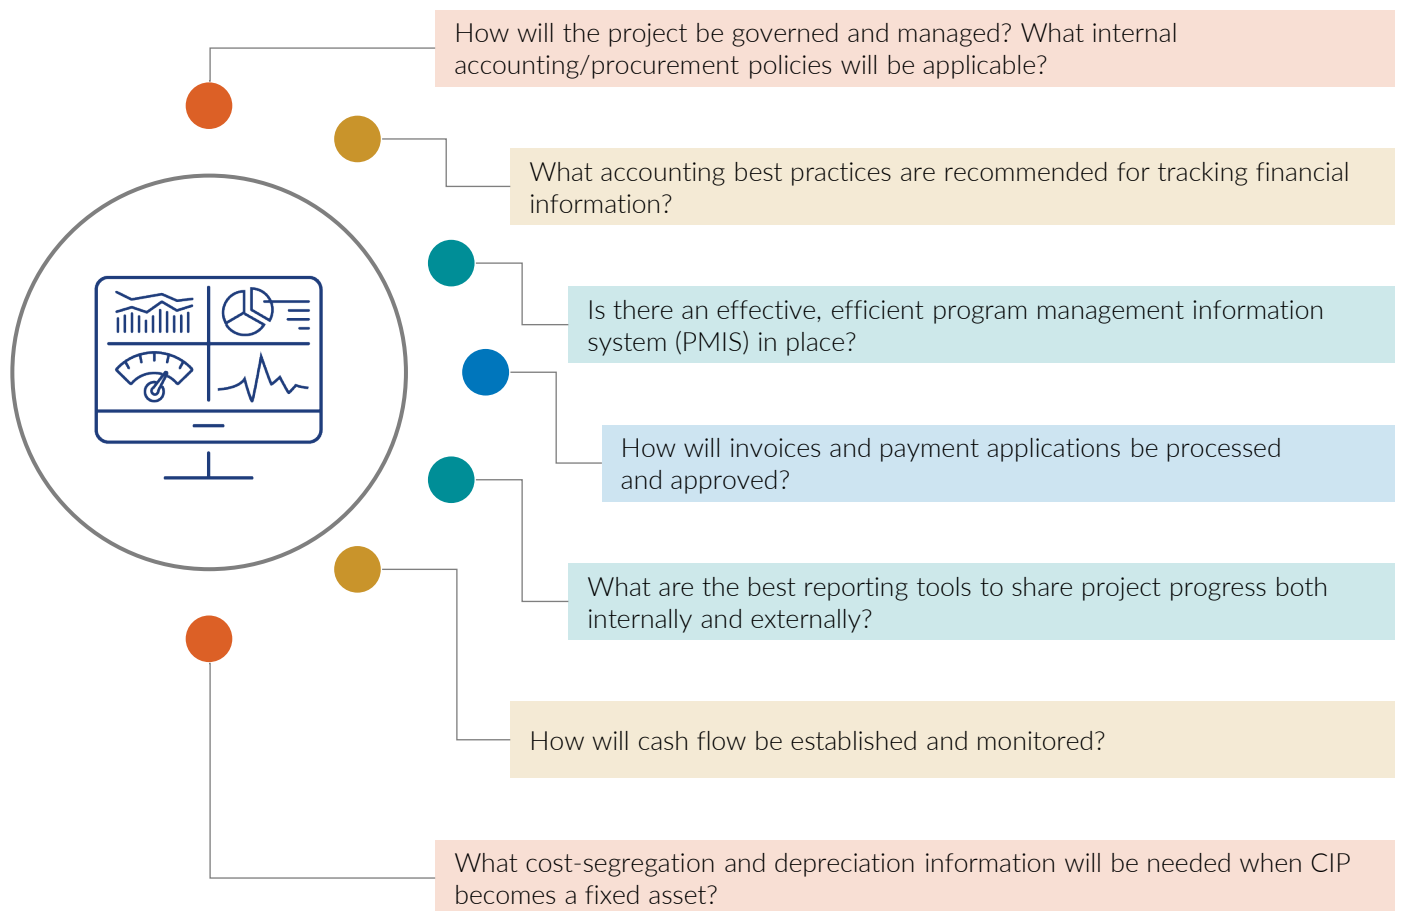 How will the project be governed and managed? What internal
accounting/procurement policies will be applicable?
What accounting best practices are recommended for tracking financial
information?
Is there an effective, efficient program management information
system (PMIS) in place?
How will invoices and payment applications be processed
and approved?
What are the best reporting tools to share project progress both
internally and externally?
How will cash flow be established and monitored?
What cost-segregation and depreciation information will be needed when CIP
becomes a fixed asset?